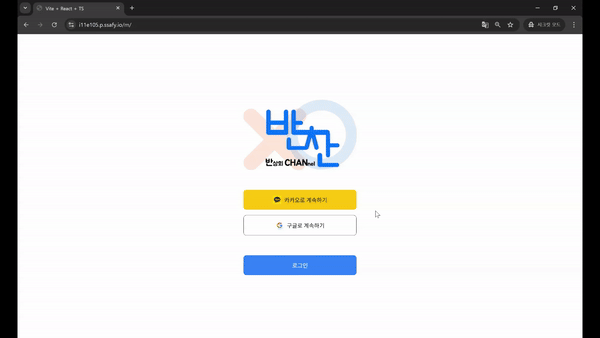 Vite + React + TS
i11e105.p.ssafy.io/m/
시크릿 모드
반찬
반상회 CHANnel
카카오로 계속하기
G 구글로 계속하기
로그인